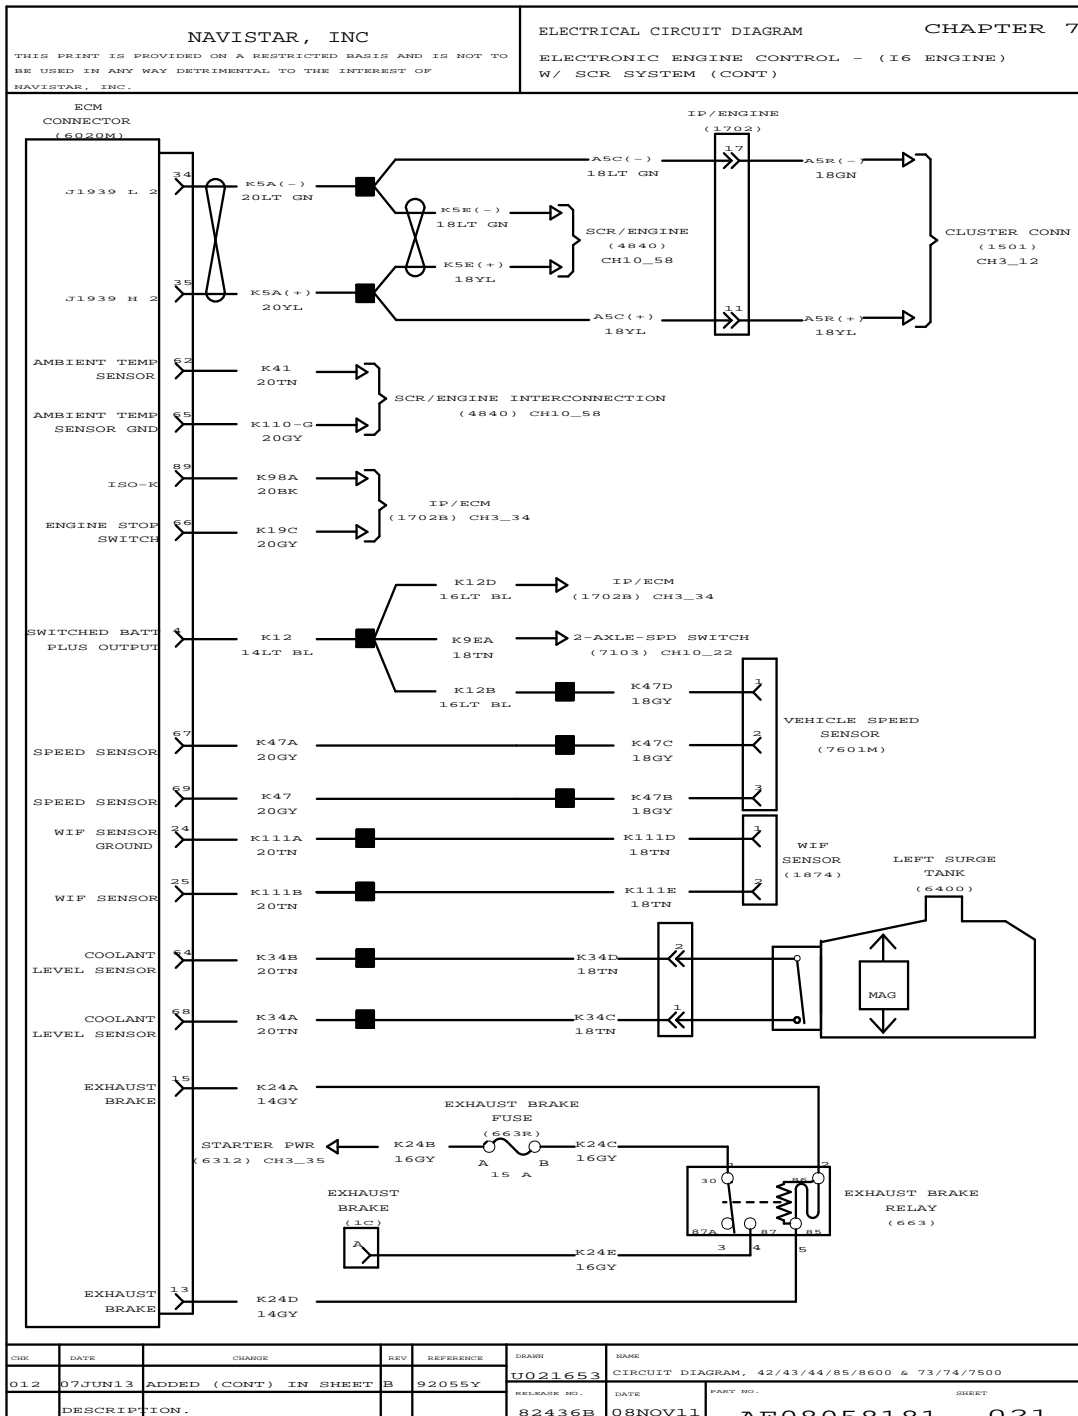 NAVISTAR, INC
THIS PRINT IS PROVIDED ON A RESTRICTED BASIS AND IS NOT TO
BE USED IN ANY WAY DETRIMENTAL TO THE INTEREST OF
NAVISTAR, INC.
ELECTRICAL CIRCUIT DIAGRAM
CHAPTER 7
ELECTRONIC ENGINE CONTROL - (I6 ENGINE)
W/ SCR SYSTEM (CONT)
ECM
CONNECTOR
(6020M)
IP/ENGINE
(1702)
J1939 L 2
34
K5A(-)
20LT GN
A5C(-)
18LT GN
17
A5R(-)
18GN
K5E(-)
18LT GN
SCR/ENGINE
(4840)
CH10_58
K5E(+)
18YL
CLUSTER CONN
(1501)
CH3_12
J1939 H 2
35
K5A(+)
20YL
A5C(+)
18YL
11
A5R(+)
18YL
AMBIENT TEMP
SENSOR
62
K41
20TN
SCR/ENGINE INTERCONNECTION
(4840) CH10_58
AMBIENT TEMP
SENSOR GND
65
K110-G
20GY
ISO-K
89
K98A
20BK
IP/ECM
(1702B) CH3_34
ENGINE STOP
SWITCH
66
K19C
20GY
K12D
16LT BL
IP/ECM
(1702B) CH3_34
SWITCHED BATT
PLUS OUTPUT
4
K12
14LT BL
K9EA
18TN
2-AXLE-SPD SWITCH
(7103) CH10_22
K12B
16LT BL
K47D
18GY
1
VEHICLE SPEED
SENSOR
(7601M)
SPEED SENSOR
67
K47A
20GY
K47C
18GY
2
SPEED SENSOR
69
K47
20GY
K47B
18GY
3
WIF SENSOR
GROUND
24
K111A
20TN
K111D
18TN
1
WIF
SENSOR
(1874)
WIF SENSOR
25
K111B
20TN
K111E
18TN
2
LEFT SURGE
TANK
(6400)
COOLANT
LEVEL SENSOR
64
K34B
20TN
K34D
18TN
2
MAG
COOLANT
LEVEL SENSOR
68
K34A
20TN
K34C
18TN
1
EXHAUST
BRAKE
15
K24A
14GY
EXHAUST BRAKE
FUSE
(663R)
STARTER PWR
(6312) CH3_35
K24B
16GY
A
B
15 A
K24C
16GY
1
2
30
86
87A
87
85
3
4
5
EXHAUST BRAKE
RELAY
(663)
EXHAUST
BRAKE
(1C)
A
K24E
16GY
EXHAUST
BRAKE
13
K24D
14GY
CHK
DATE
CHANGE
REV
REFERENCE
012
07JUN13
ADDED (CONT) IN SHEET
B
92055Y
DESCRIPTION.
DRAWN
U021653
NAME
CIRCUIT DIAGRAM, 42/43/44/85/8600 & 73/74/7500
RELEASE NO.
82436B
DATE
08NOV11
PART NO.
AE08058181
SHEET
031